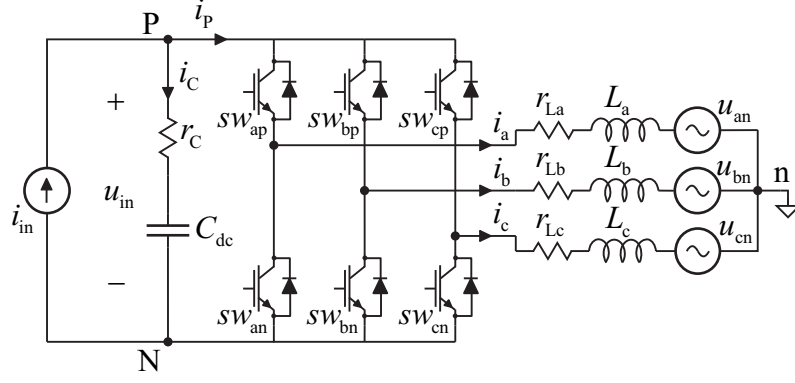 P
i_P
i_C
+
r_C
sw_ap
sw_bp
sw_cp
i_a
r_La
L_a
u_an
i_in
u_in
C_dc
i_b
r_Lb
L_b
u_bn
n
i_c
r_Lc
L_c
u_cn
−
sw_an
sw_bn
sw_cn
N